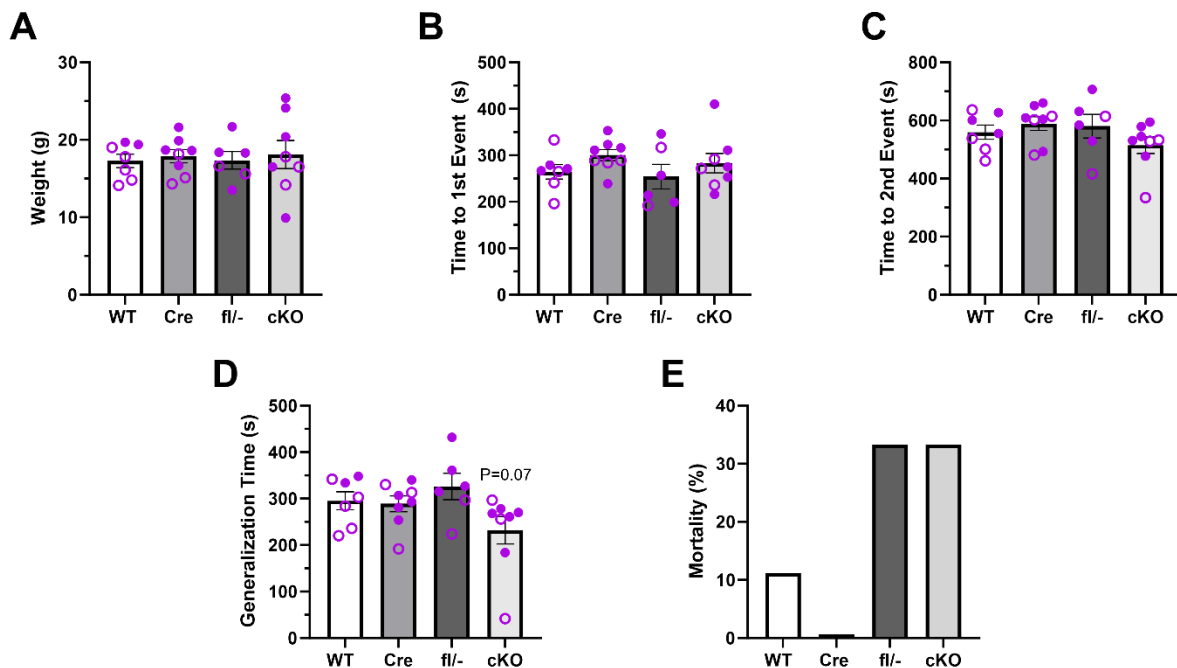 A
Weight (g)
30
20
10
0
WT Cre fl/- cKO
B
Time to 1st Event (s)
500
400
300
200
100
0
WT Cre fl/- cKO
C
Time to 2nd Event (s)
800
600
400
200
0
WT Cre fl/- cKO
D
Generalization Time (s)
500
400
300
200
100
0
P=0.07
WT Cre fl/- cKO
E
Mortality (%)
40
30
20
10
0
WT Cre fl/- cKO